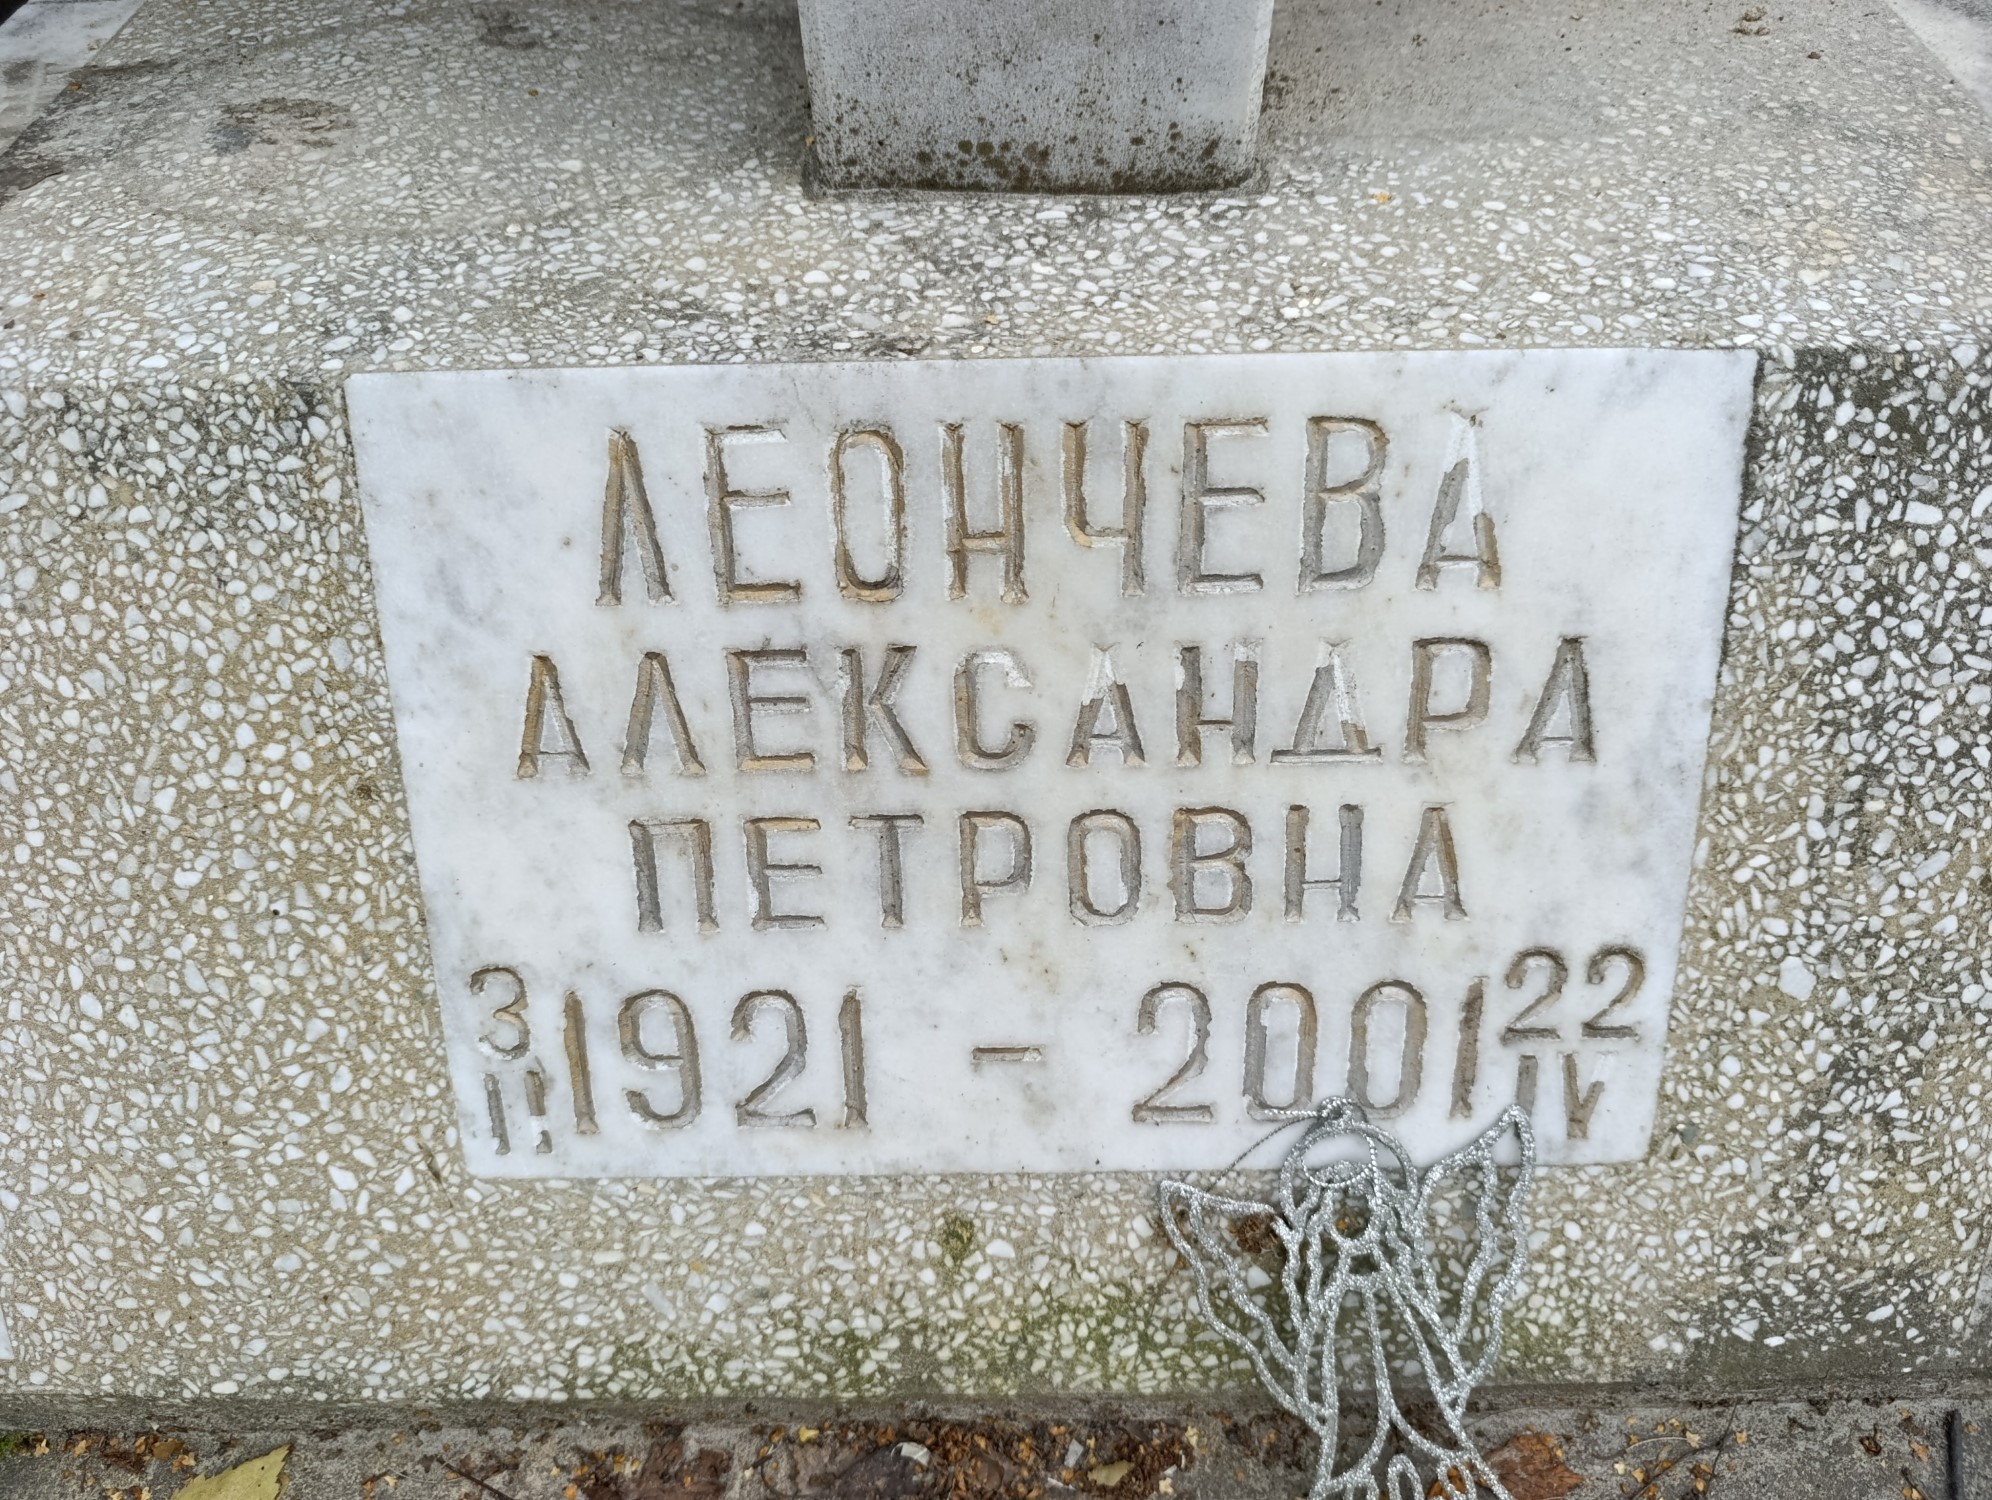 ЛЕОНЧЕВА
АЛЕКСАНДРА
ПЕТРОВНА
3 II 1921 - 2001 22 IV